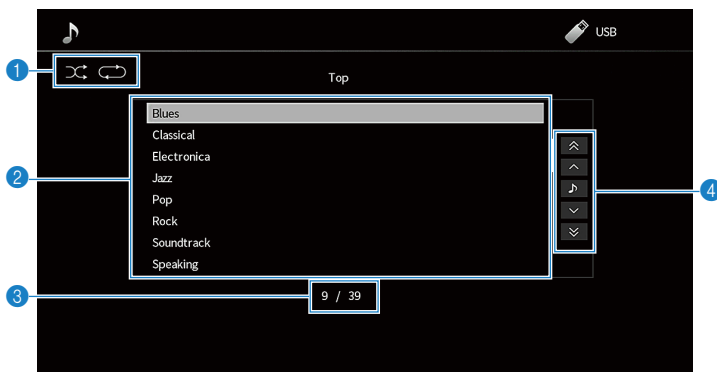 USB
1
Top
Blues
Classical
Electronica
Jazz
2
4
Pop
Rock
Soundtrack
Speaking
3
9 / 39